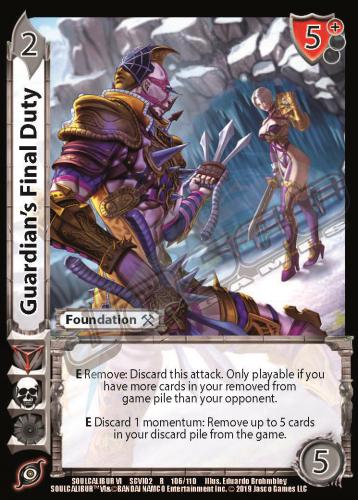 2
5
+
Guardian's Final Duty
Foundation
E Remove: Discard this attack. Only playable if you
have more cards in your removed from
game pile than your opponent.
E Discard 1 momentum: Remove up to 5 cards
in your discard pile from the game.
5
SOULCALIBUR VI SCVI02 R 106/110 Illus. Eduardo Brohmbley
SOULCALIBUR™ VI&©BANDAI NAMCO Entertainment Inc. © 2019 Jasco Games LLC